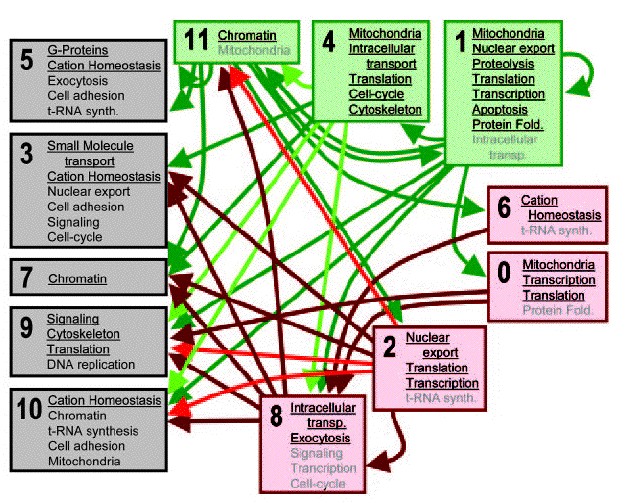 5
G-Proteins
Cation Homeostasis
Exocytosis
Cell adhesion
t-RNA synth.
11
Chromatin
Mitochondria
4
Mitochondria
Intracellular
transport
Translation
Cell-cycle
Cytoskeleton
1
Mitochondria
Nuclear export
Proteolysis
Translation
Transcription
Apoptosis
Protein Fold.
Intracellular
transp.
3
Small Molecule
transport
Cation Homeostasis
Nuclear export
Cell adhesion
Signaling
Cell-cycle
6
Cation
Homeostasis
t-RNA synth.
7
Chromatin
0
Mitochondria
Transcription
Translation
Protein Fold.
9
Signaling
Cytoskeleton
Translation
DNA replication
2
Nuclear
export
Translation
Transcription
t-RNA synth.
10
Cation Homeostasis
Chromatin
t-RNA synthesis
Cell adhesion
Mitochondria
8
Intracellular
transp.
Exocytosis
Signaling
Trancription
Cell-cycle